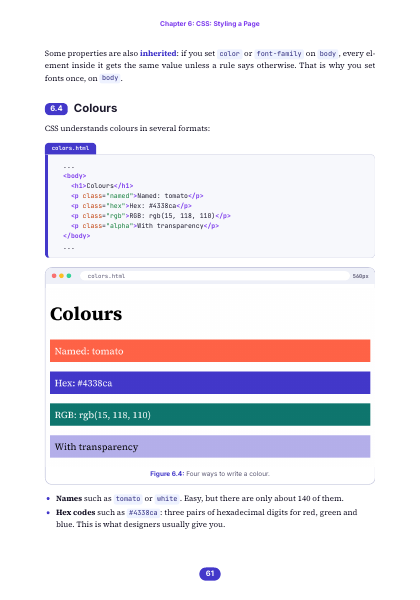 Chapter 6: CSS: Styling a Page
Some properties are also inherited: if you set color or font-family on body, every el-
ement inside it gets the same value unless a rule says otherwise. That is why you set
fonts once, on body.
6.4 Colours
CSS understands colours in several formats:
colors.html
...
<body>
<h1>Colours</h1>
<p class="named">Named: tomato</p>
<p class="hex">Hex: #4338ca</p>
<p class="rgb">RGB: rgb(15, 118, 110)</p>
<p class="alpha">With transparency</p>
</body>
...
colors.html 560px
Colours
Named: tomato
Hex: #4338ca
RGB: rgb(15, 118, 110)
With transparency
Figure 6.4: Four ways to write a colour.
• Names such as tomato or white. Easy, but there are only about 140 of them.
• Hex codes such as #4338ca: three pairs of hexadecimal digits for red, green and
blue. This is what designers usually give you.
61